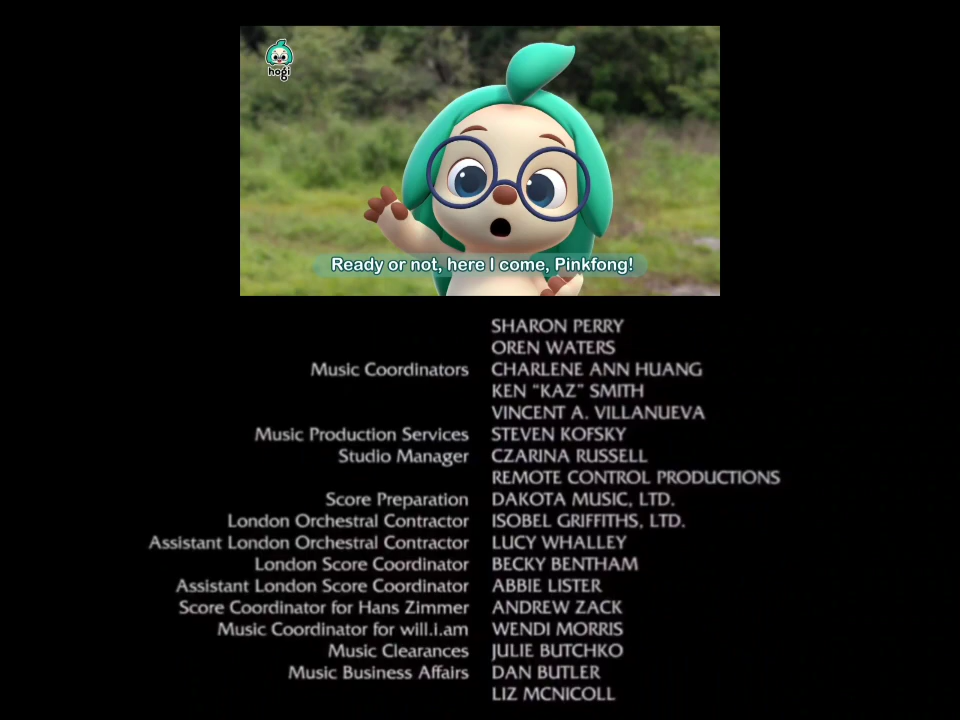 hogi
Ready or not, here I come, Pinkfong!
SHARON PERRY
OREN WATERS
Music Coordinators CHARLENE ANN HUANG
KEN “KAZ” SMITH
VINCENT A. VILLANUEVA
Music Production Services STEVEN KOFSKY
Studio Manager CZARINA RUSSELL
REMOTE CONTROL PRODUCTIONS
Score Preparation DAKOTA MUSIC, LTD.
London Orchestral Contractor ISOBEL GRIFFITHS, LTD.
Assistant London Orchestral Contractor LUCY WHALLEY
London Score Coordinator BECKY BENTHAM
Assistant London Score Coordinator ABBIE LISTER
Score Coordinator for Hans Zimmer ANDREW ZACK
Music Coordinator for will.i.am WENDI MORRIS
Music Clearances JULIE BUTCHKO
Music Business Affairs DAN BUTLER
LIZ MCNICOLL